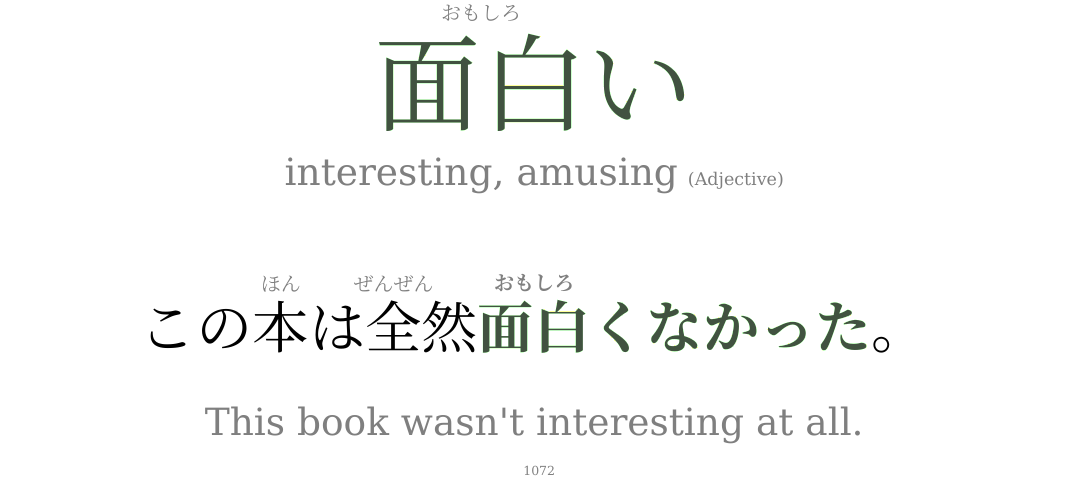 おもしろ
面白い
interesting, amusing (Adjective)
ほん ぜんぜん おもしろ
この本は全然面白くなかった。
This book wasn't interesting at all.
1072